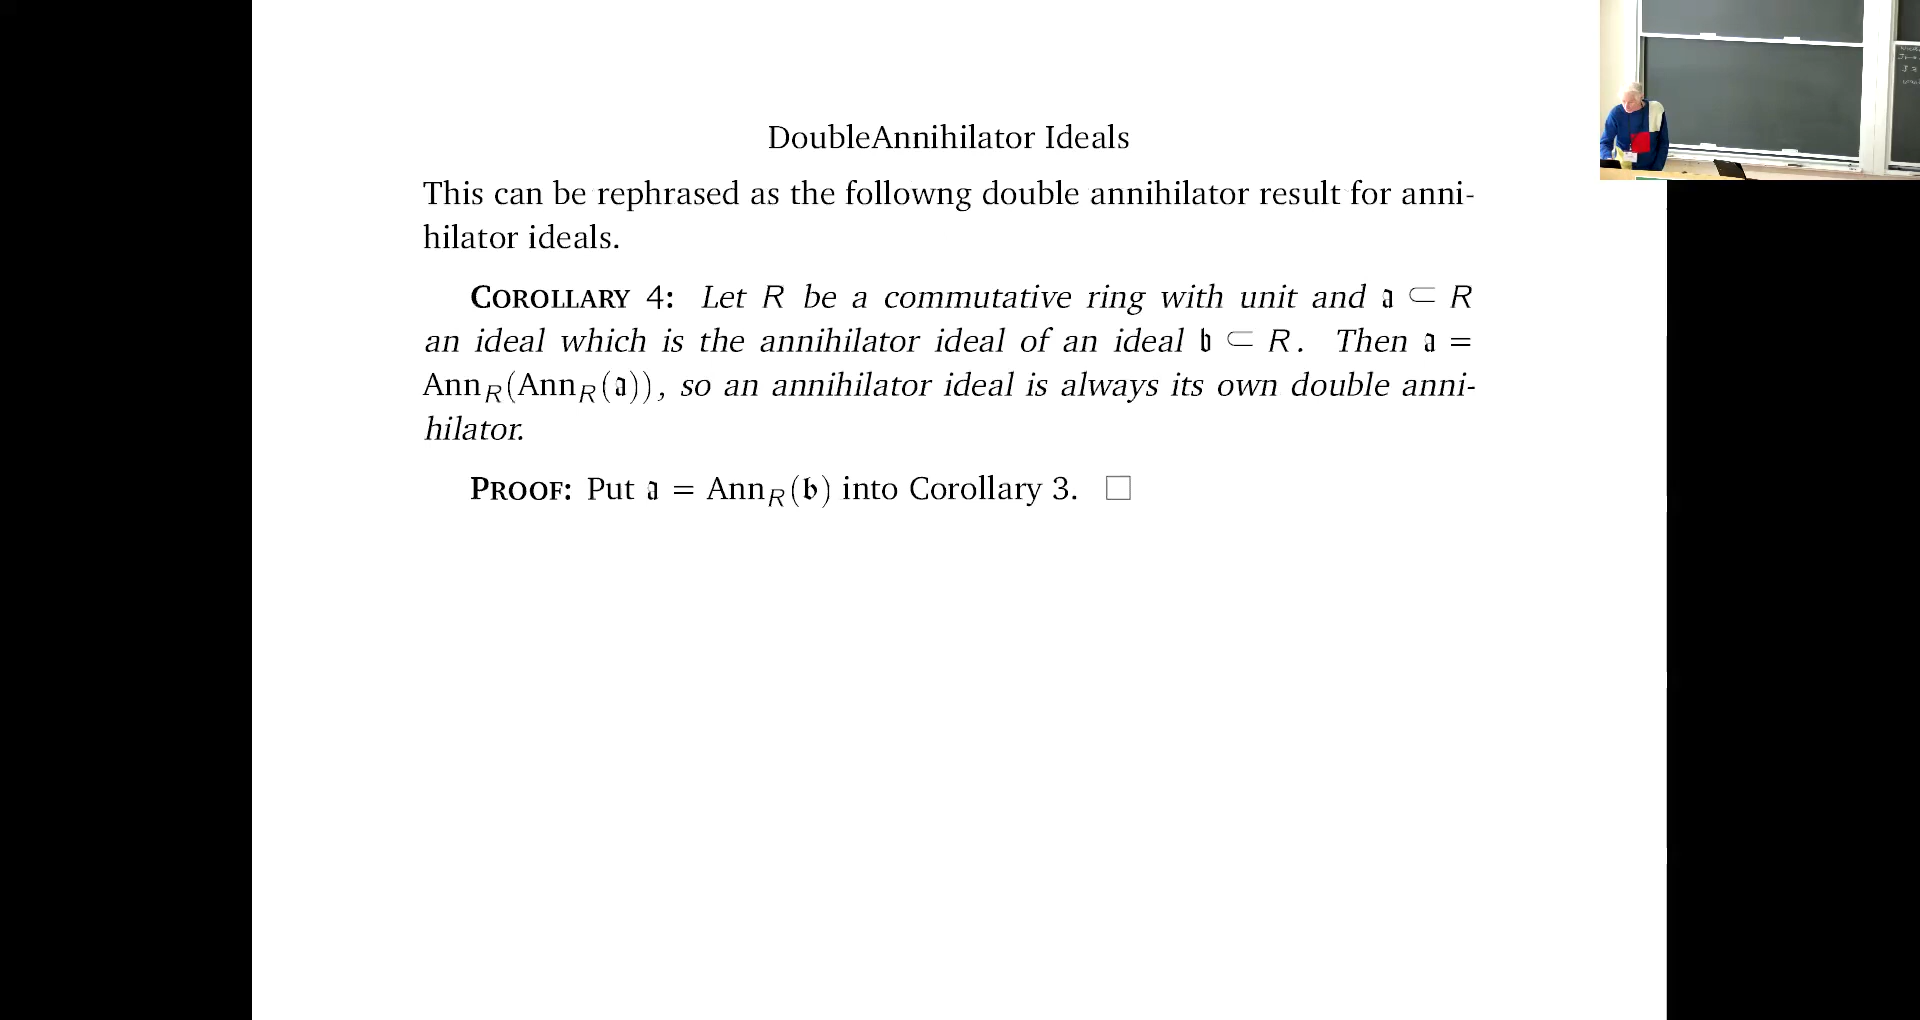 DoubleAnnihilator Ideals
This can be rephrased as the followng double annihilator result for anni-
hilator ideals.
COROLLARY 4: Let R be a commutative ring with unit and 𝔞 ⊂ R
an ideal which is the annihilator ideal of an ideal 𝔟 ⊂ R. Then 𝔞 =
Ann_R(Ann_R(𝔞)), so an annihilator ideal is always its own double anni-
hilator.
PROOF: Put 𝔞 = Ann_R(𝔟) into Corollary 3. □